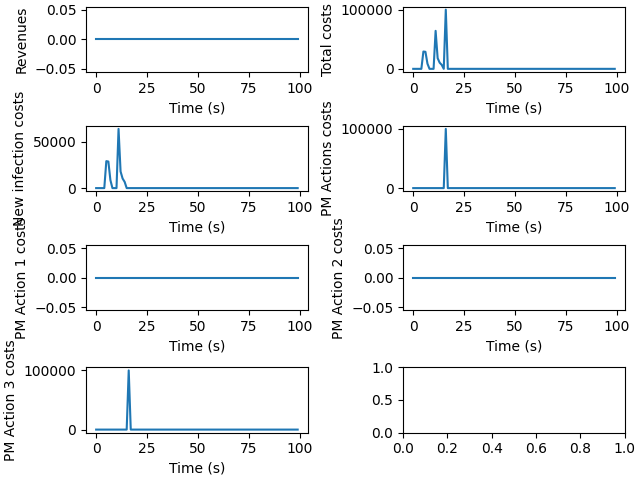 Revenues
0.05
0.00
−0.05
0 25 50 75 100
Time (s)
Total costs
100000
0
0 25 50 75 100
Time (s)
New infection costs
50000
0
0 25 50 75 100
Time (s)
PM Actions costs
100000
0
0 25 50 75 100
Time (s)
PM Action 1 costs
0.05
0.00
−0.05
0 25 50 75 100
Time (s)
PM Action 2 costs
0.05
0.00
−0.05
0 25 50 75 100
Time (s)
PM Action 3 costs
100000
0
0 25 50 75 100
Time (s)
1.0
0.5
0.0
0.0 0.2 0.4 0.6 0.8 1.0